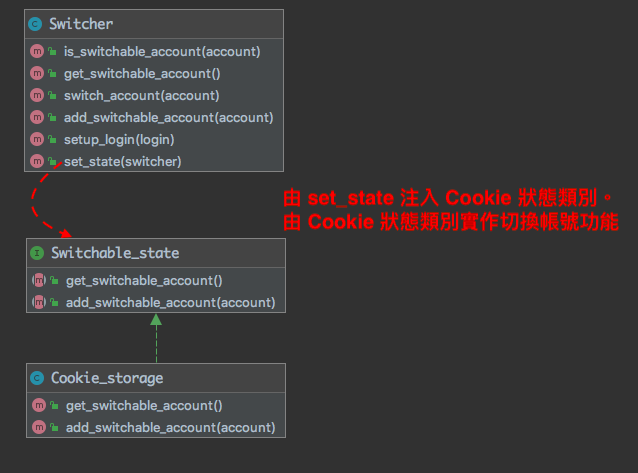 Switcher
is_switchable_account(account)
get_switchable_account()
switch_account(account)
add_switchable_account(account)
setup_login(login)
set_state(switcher)
由 set_state 注入 Cookie 狀態類別。
由 Cookie 狀態類別實作切換帳號功能
Switchable_state
get_switchable_account()
add_switchable_account(account)
Cookie_storage
get_switchable_account()
add_switchable_account(account)